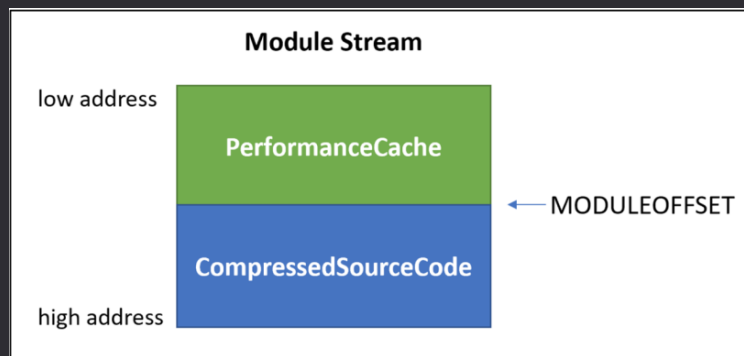 Module Stream
low address
PerformanceCache
MODULEOFFSET
CompressedSourceCode
high address